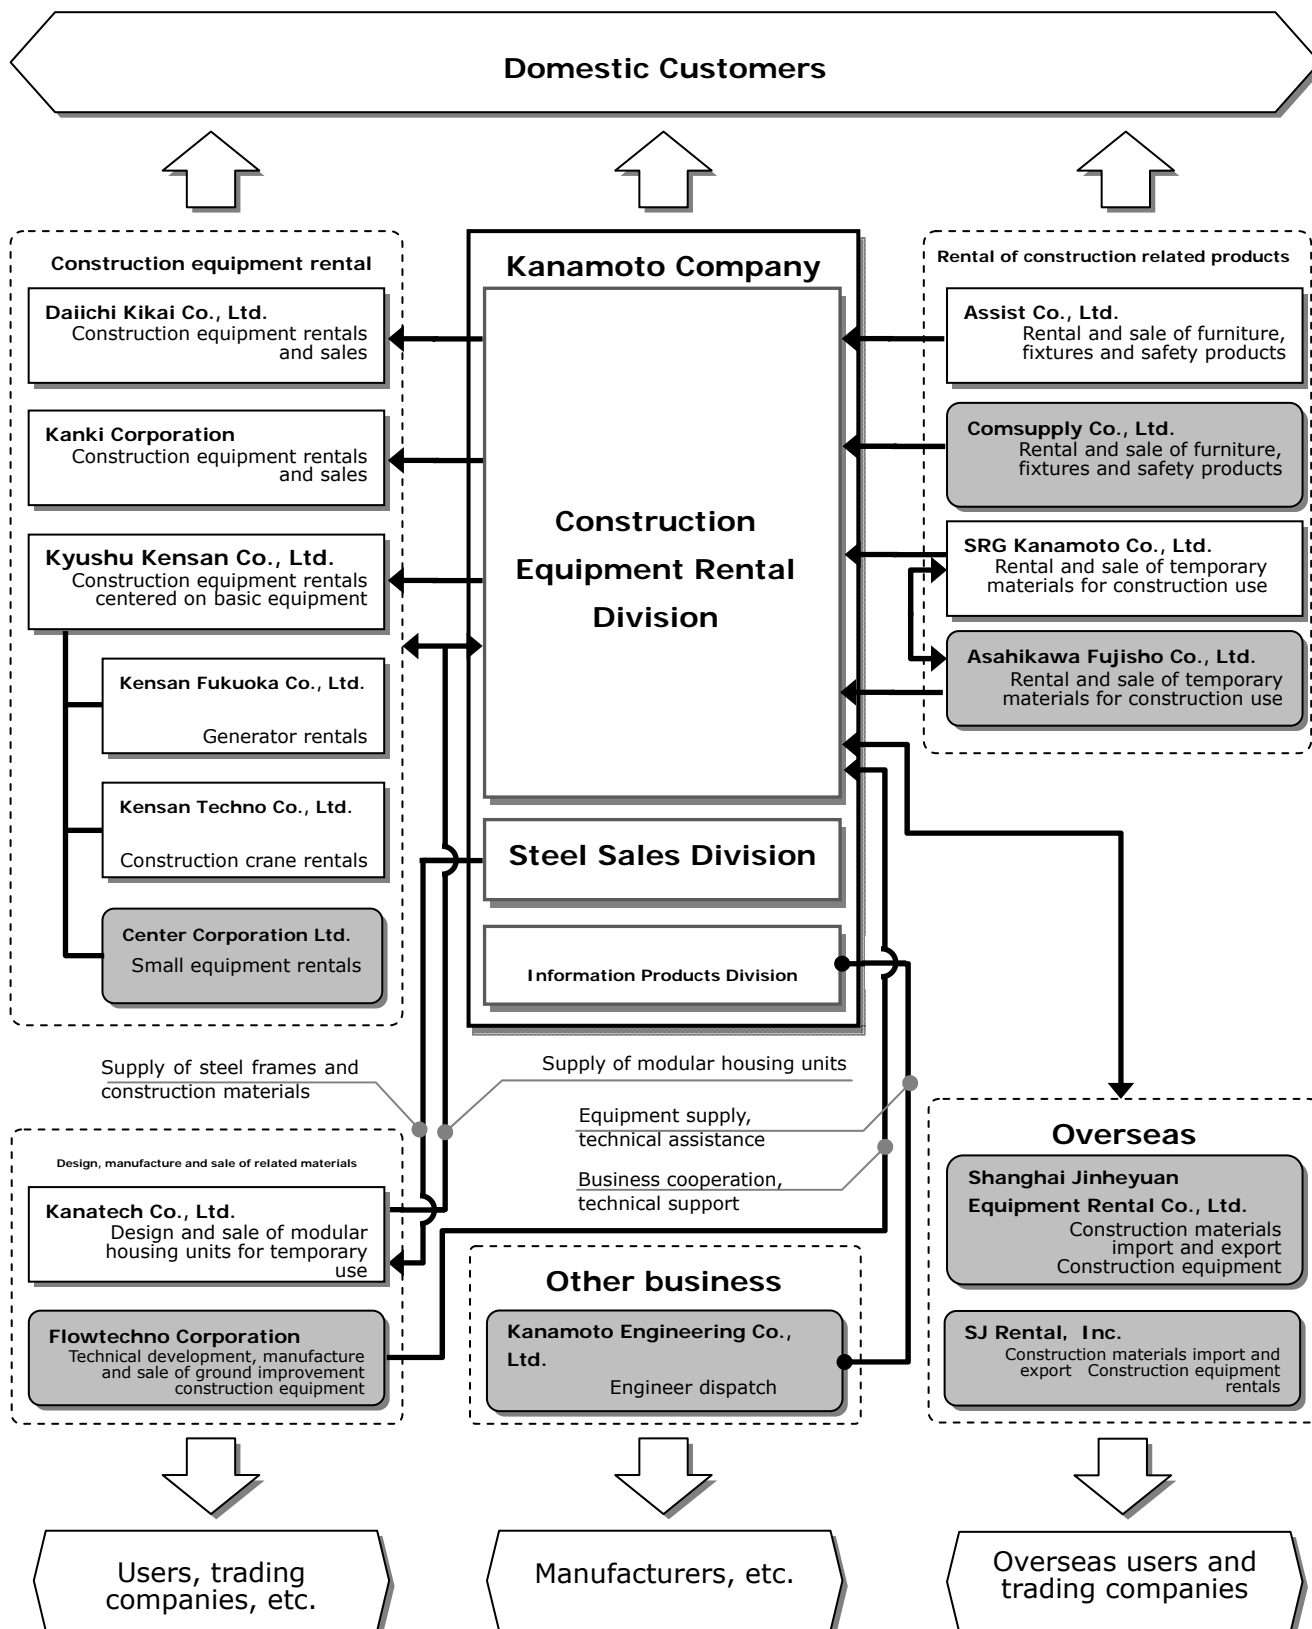 Domestic Customers
Construction equipment rental
Daiichi Kikai Co., Ltd.
Construction equipment rentals
and sales
Kanki Corporation
Construction equipment rentals
and sales
Kyushu Kensan Co., Ltd.
Construction equipment rentals
centered on basic equipment
Kensan Fukuoka Co., Ltd.
Generator rentals
Kensan Techno Co., Ltd.
Construction crane rentals
Center Corporation Ltd.
Small equipment rentals
Kanamoto Company
Construction
Equipment Rental
Division
Steel Sales Division
Information Products Division
Rental of construction related products
Assist Co., Ltd.
Rental and sale of furniture,
fixtures and safety products
Comsupply Co., Ltd.
Rental and sale of furniture,
fixtures and safety products
SRG Kanamoto Co., Ltd.
Rental and sale of temporary
materials for construction use
Asahikawa Fujisho Co., Ltd.
Rental and sale of temporary
materials for construction use
Supply of steel frames and
construction materials
Supply of modular housing units
Equipment supply,
technical assistance
Business cooperation,
technical support
Design, manufacture and sale of related materials
Kanatech Co., Ltd.
Design and sale of modular
housing units for temporary
use
Flowtechno Corporation
Technical development, manufacture
and sale of ground improvement
construction equipment
Other business
Kanamoto Engineering Co.,
Ltd.
Engineer dispatch
Overseas
Shanghai Jinheyuan
Equipment Rental Co., Ltd.
Construction materials
import and export
Construction equipment
SJ Rental, Inc.
Construction materials import and
export Construction equipment
rentals
Users, trading
companies, etc.
Manufacturers, etc.
Overseas users and
trading companies